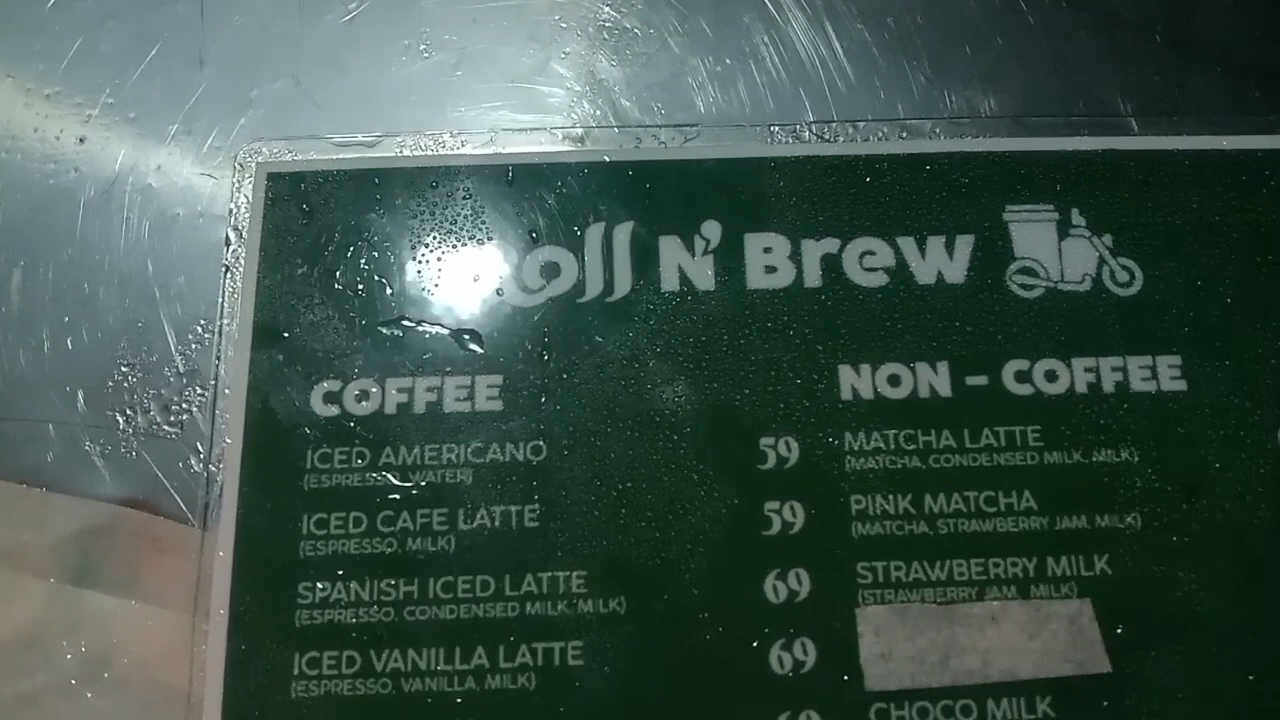 oll N' Brew
COFFEE
ICED AMERICANO 59
(ESPRESSO, WATER)
ICED CAFE LATTE 59
(ESPRESSO, MILK)
SPANISH ICED LATTE 69
(ESPRESSO, CONDENSED MILK, MILK)
ICED VANILLA LATTE 69
(ESPRESSO, VANILLA, MILK)
NON - COFFEE
MATCHA LATTE
(MATCHA, CONDENSED MILK, MILK)
PINK MATCHA
(MATCHA, STRAWBERRY JAM, MILK)
STRAWBERRY MILK
(STRAWBERRY JAM, MILK)
CHOCO MILK